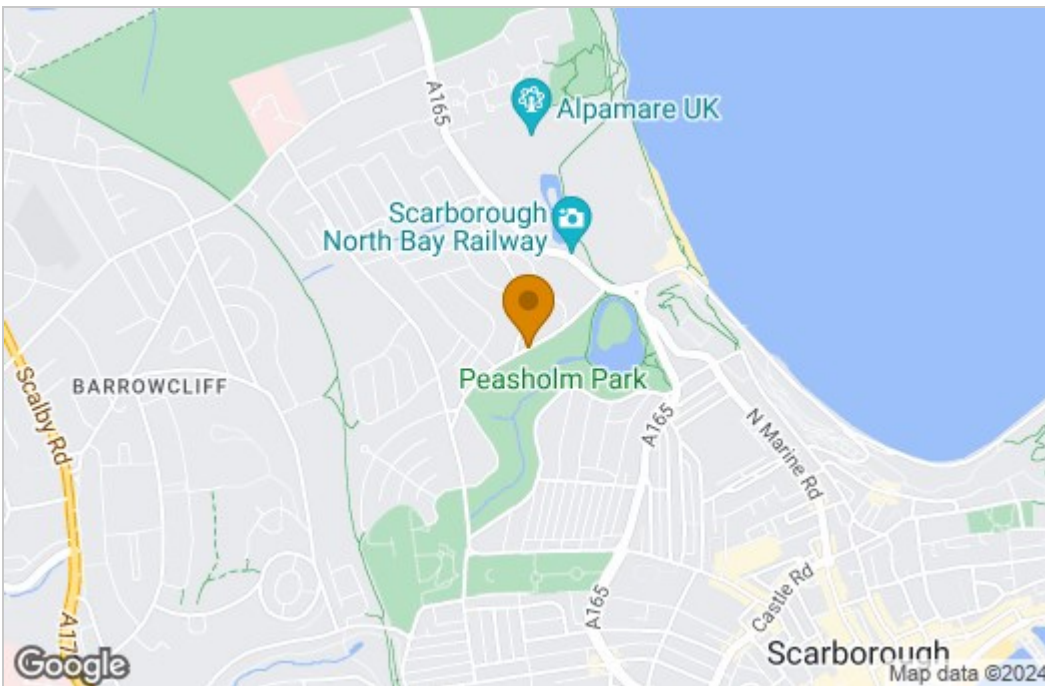 A165
Alpamare UK
Scarborough
North Bay Railway
Peasholm Park
BARROWCLIFF
Scalby Rd
A165
N Marine Rd
Castle Rd
A165
A17
Scarborough
Google
Map data ©2024